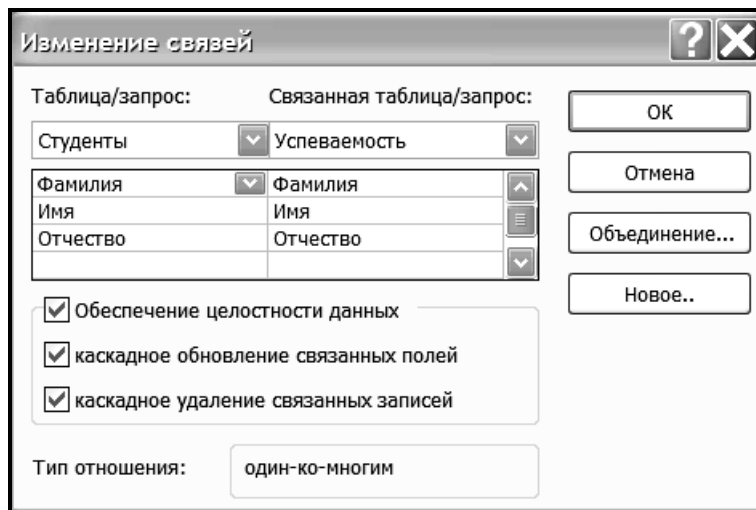 Изменение связей
Таблица/запрос: Связанная таблица/запрос:
Студенты Успеваемость
Фамилия Фамилия
Имя Имя
Отчество Отчество
Обеспечение целостности данных
каскадное обновление связанных полей
каскадное удаление связанных записей
Тип отношения: один-ко-многим
ОК
Отмена
Объединение...
Новое..